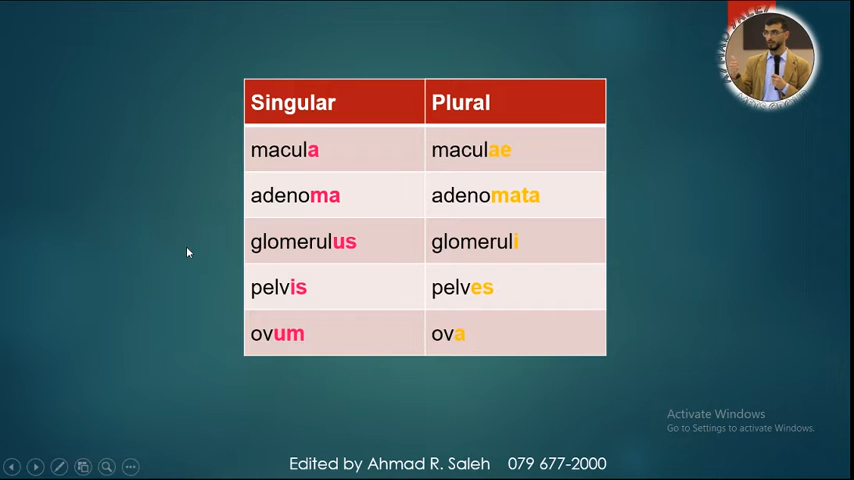 Singular Plural
macula maculae
adenoma adenomata
glomerulus glomeruli
pelvis pelves
ovum ova
Activate Windows
Go to Settings to activate Windows.
Edited by Ahmad R. Saleh 079 677-2000